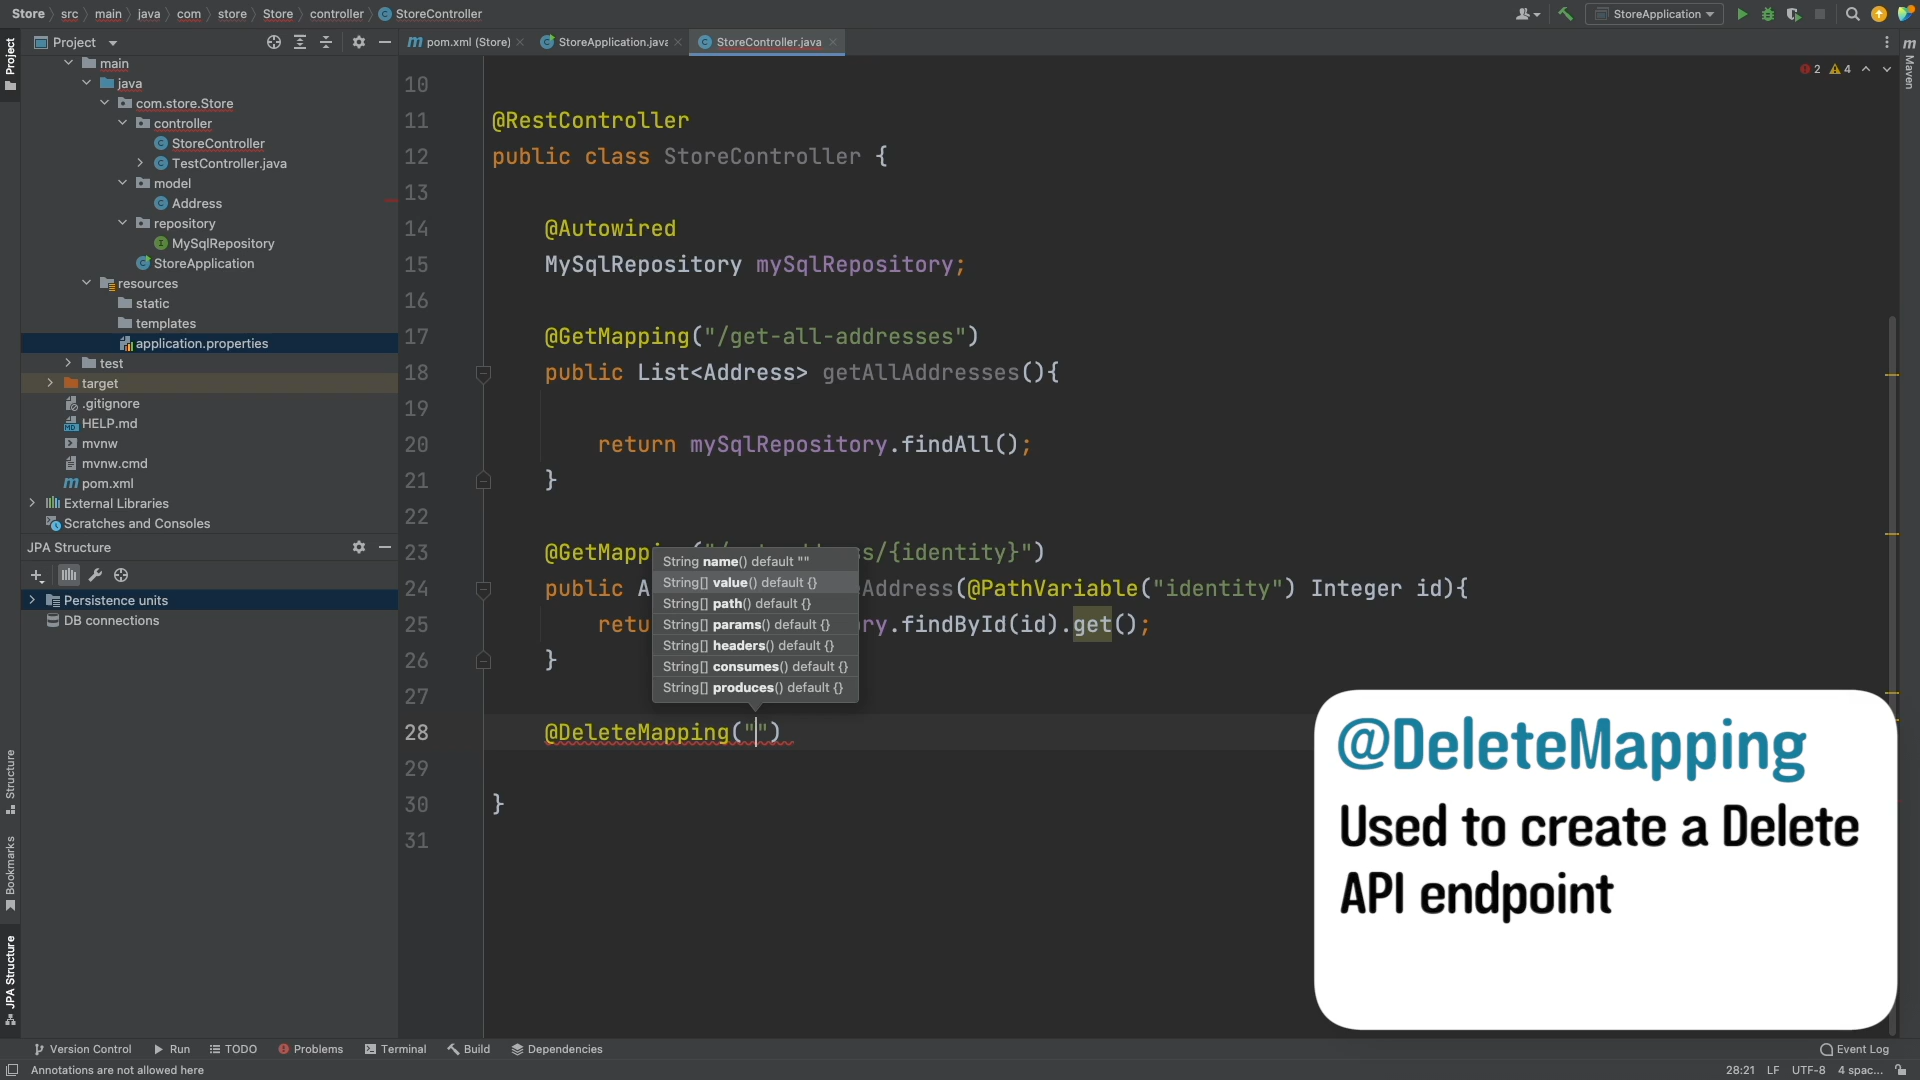 Store > src > main > java > com > store > Store > controller > StoreController
StoreApplication
Project
pom.xml (Store)
StoreApplication.java
StoreController.java
Project
Maven
2 4
main
java
com.store.Store
controller
StoreController
TestController.java
model
Address
repository
MySqlRepository
StoreApplication
resources
static
templates
application.properties
test
target
.gitignore
HELP.md
mvnw
mvnw.cmd
pom.xml
External Libraries
Scratches and Consoles
JPA Structure
Persistence units
DB connections
Structure
Bookmarks
JPA Structure
10
11 @RestController
12 public class StoreController {
13
14 @Autowired
15 MySqlRepository mySqlRepository;
16
17 @GetMapping("/get-all-addresses")
18 public List<Address> getAllAddresses(){
19
20 return mySqlRepository.findAll();
21 }
22
23 @GetMappi /{identity}")
24 public A Address(@PathVariable("identity") Integer id){
25 retu ry.findById(id).get();
26 }
27
28 @DeleteMapping("")
29
30 }
31
String name() default ""
String[] value() default {}
String[] path() default {}
String[] params() default {}
String[] headers() default {}
String[] consumes() default {}
String[] produces() default {}
@DeleteMapping
Used to create a Delete
API endpoint
Version Control Run TODO Problems Terminal Build Dependencies
Event Log
Annotations are not allowed here
28:21 LF UTF-8 4 spac...